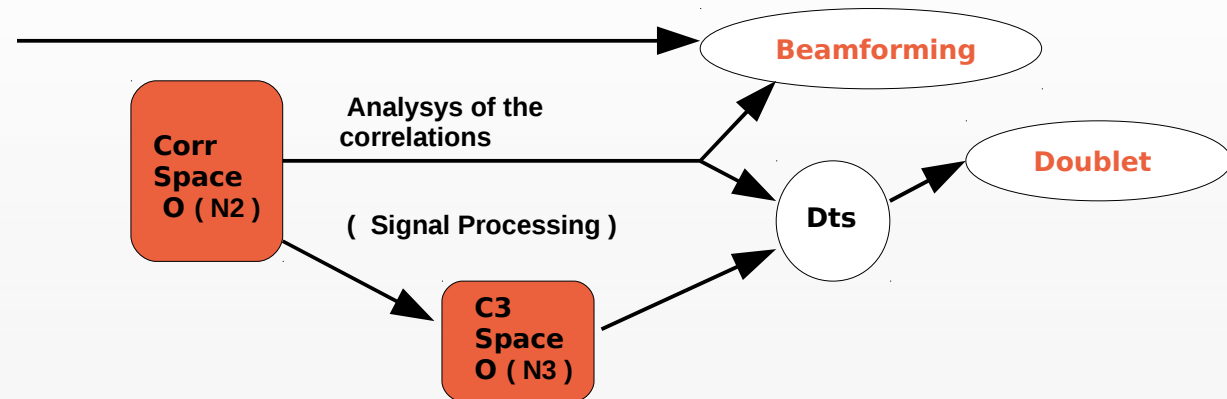 Beamforming
Analysys of the
correlations
Corr
Space
O ( N2 )
Doublet
Dts
( Signal Processing )
C3
Space
O ( N3 )